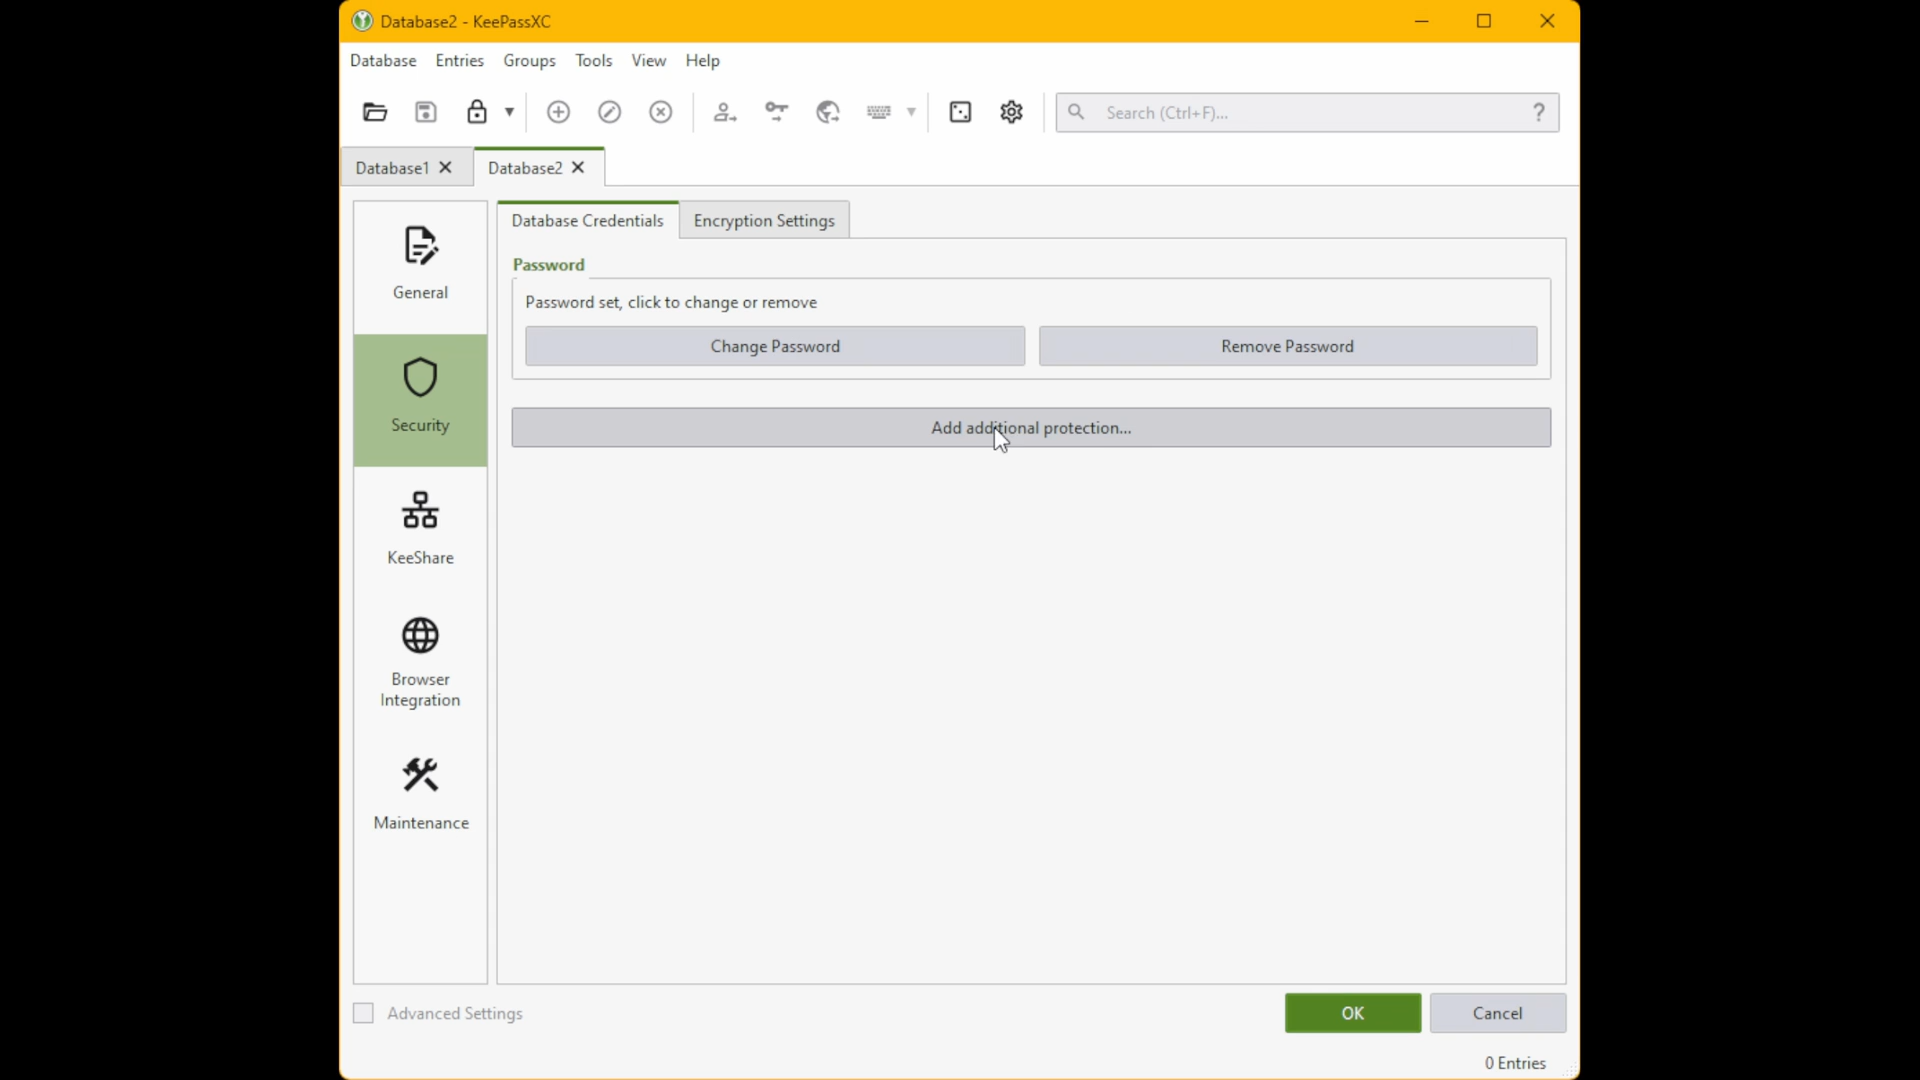 Database2 - KeePassXC
Database Entries Groups Tools View Help
Search (Ctrl+F)... ?
Database1 Database2
Database Credentials Encryption Settings
General
Password
Password set, click to change or remove
Change Password Remove Password
Security
Add additional protection...
KeeShare
Browser
Integration
Maintenance
Advanced Settings OK Cancel
0 Entries